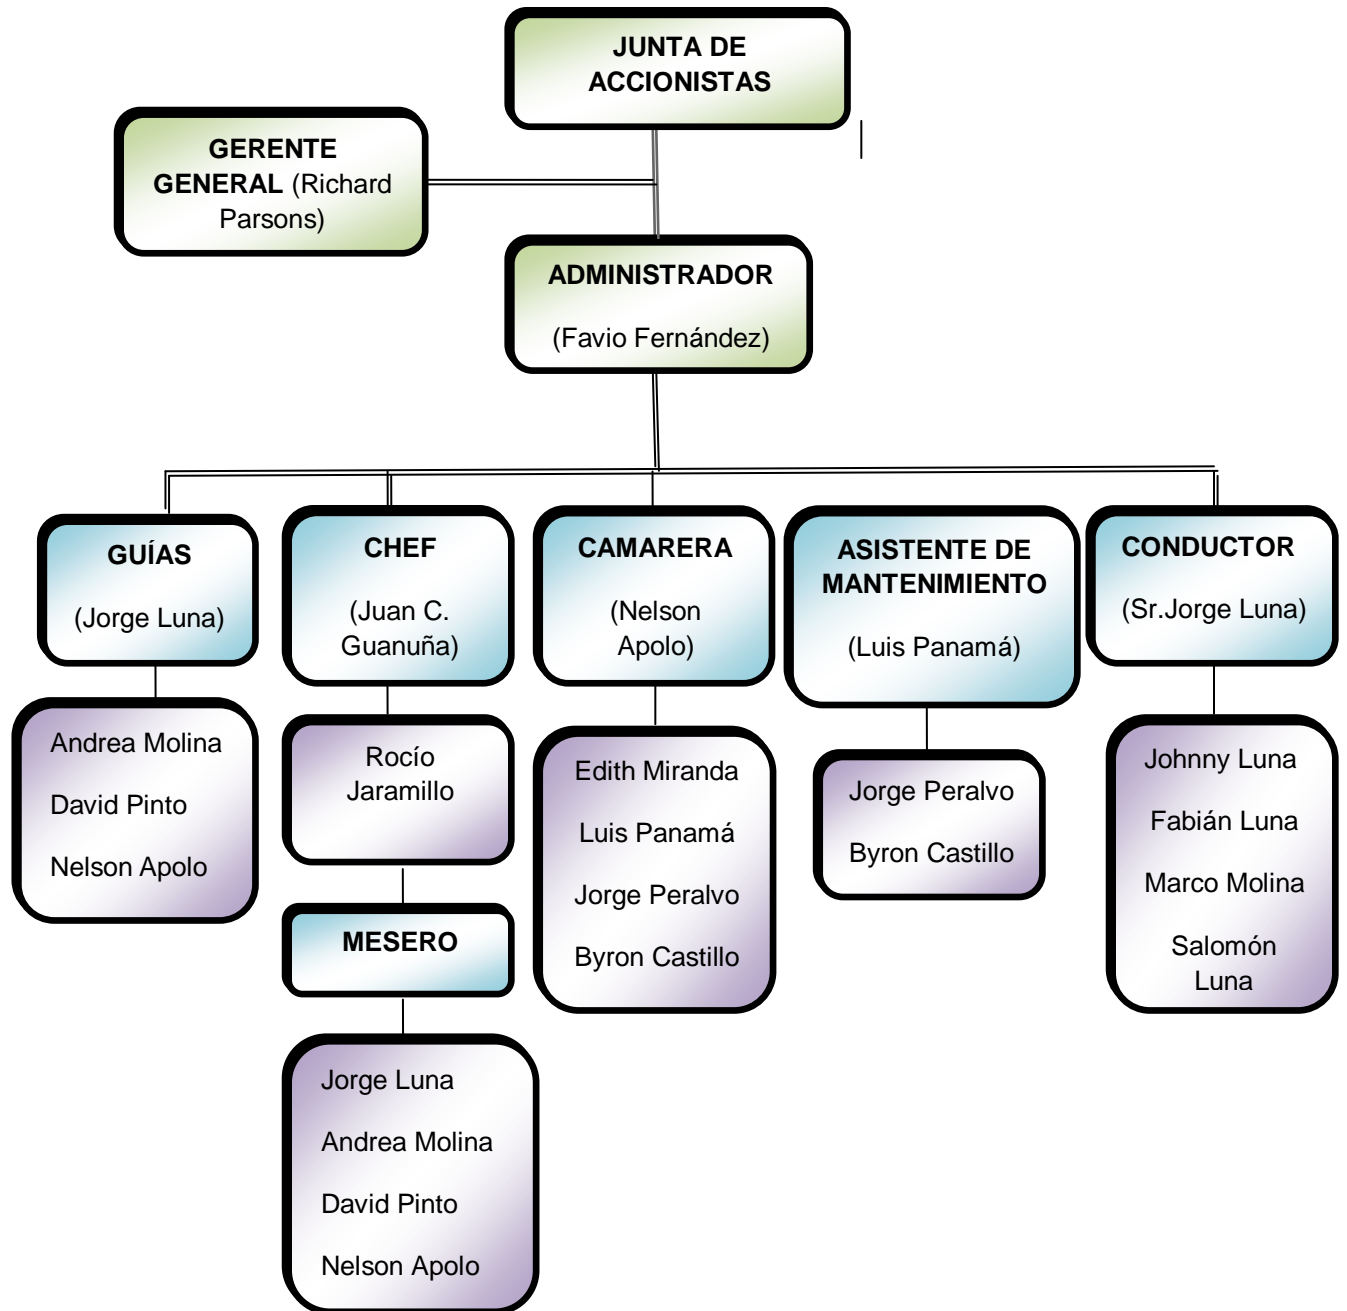 JUNTA DE
ACCIONISTAS
GERENTE
GENERAL (Richard
Parsons)
ADMINISTRADOR
(Favio Fernández)
GUÍAS
(Jorge Luna)
CHEF
(Juan C.
Guanuña)
CAMARERA
(Nelson
Apolo)
ASISTENTE DE
MANTENIMIENTO
(Luis Panamá)
CONDUCTOR
(Sr.Jorge Luna)
Andrea Molina
David Pinto
Nelson Apolo
Rocío
Jaramillo
MESERO
Jorge Luna
Andrea Molina
David Pinto
Nelson Apolo
Edith Miranda
Luis Panamá
Jorge Peralvo
Byron Castillo
Jorge Peralvo
Byron Castillo
Johnny Luna
Fabián Luna
Marco Molina
Salomón
Luna